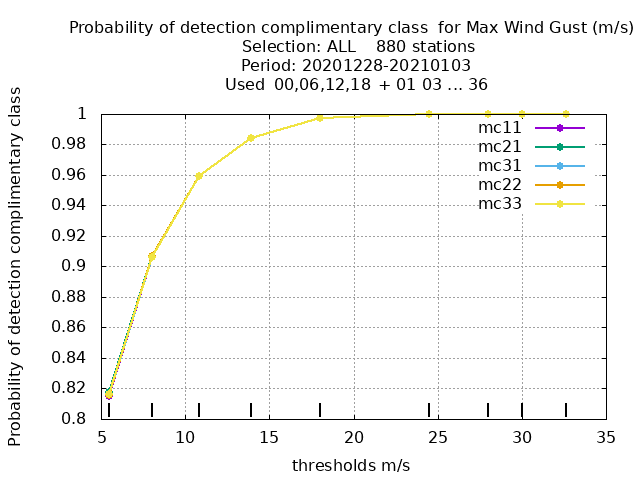 Probability of detection complimentary class  for Max Wind Gust (m/s)
Selection: ALL    880 stations
Period: 20201228-20210103
Used  00,06,12,18  + 01 03 ... 36
Probability of detection complimentary class
1
0.98
0.96
0.94
0.92
0.9
0.88
0.86
0.84
0.82
0.8
mc11
mc21
mc31
mc22
mc33
5 10 15 20 25 30 35
thresholds m/s